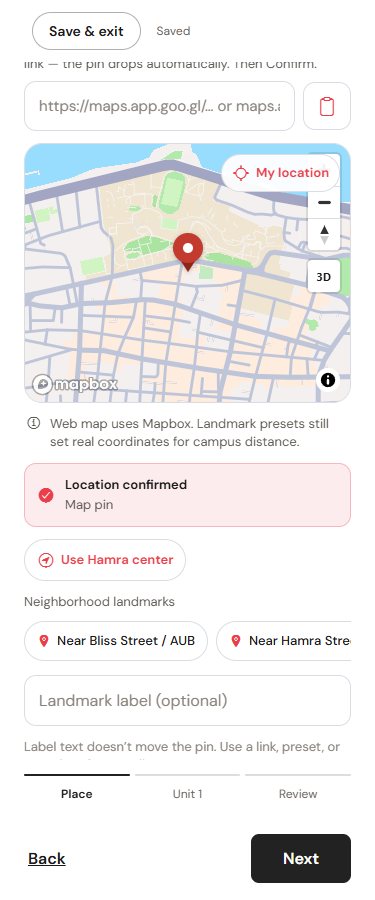 Save & exit
Saved
link — the pin drops automatically. Then Confirm.
https://maps.app.goo.gl/… or maps.a
My location
3D
mapbox
Web map uses Mapbox. Landmark presets still
set real coordinates for campus distance.
Location confirmed
Map pin
Use Hamra center
Neighborhood landmarks
Near Bliss Street / AUB
Near Hamra Stre
Landmark label (optional)
Label text doesn’t move the pin. Use a link, preset, or
Place
Unit 1
Review
Back
Next